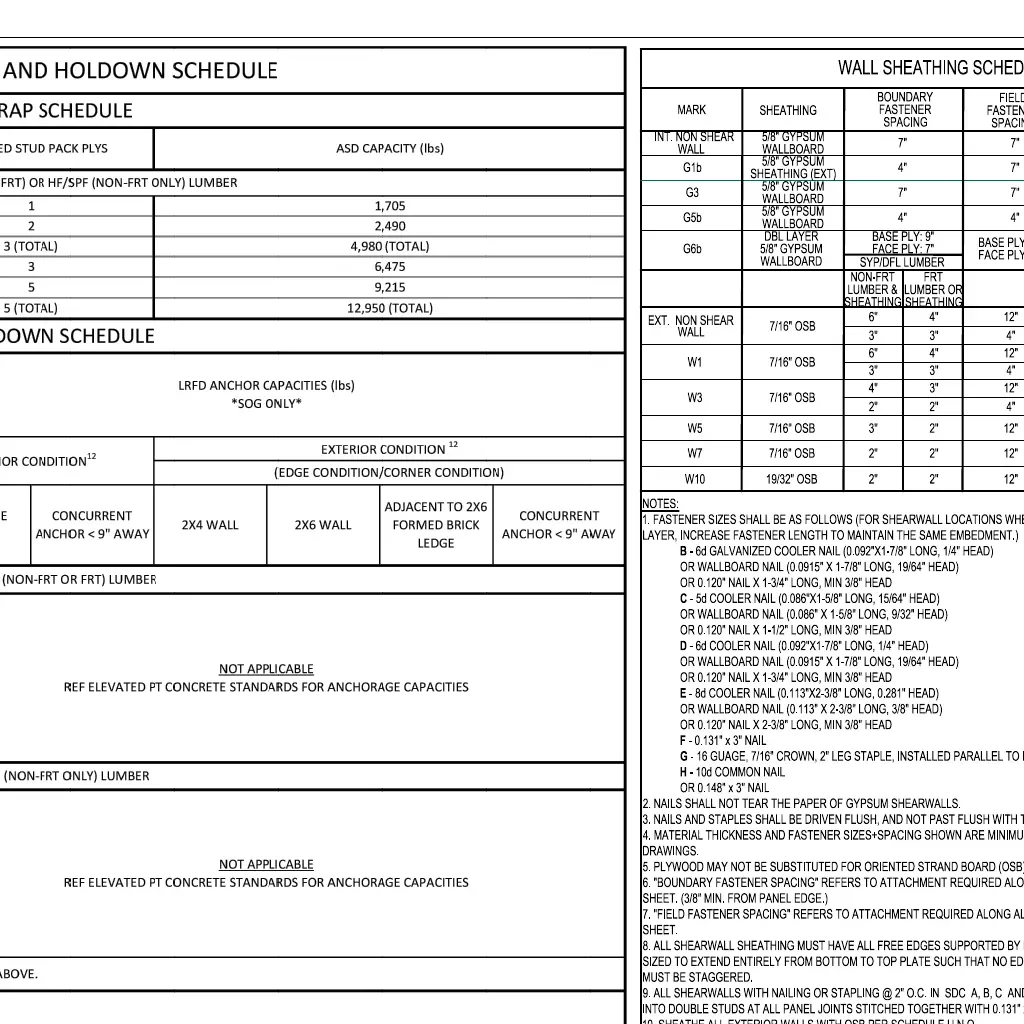 AND HOLDOWN SCHEDULE
RAP SCHEDULE
ED STUD PACK PLYS
ASD CAPACITY (lbs)
FRT) OR HF/SPF (NON-FRT ONLY) LUMBER
1 1,705
2 2,490
3 (TOTAL) 4,980 (TOTAL)
3 6,475
5 9,215
5 (TOTAL) 12,950 (TOTAL)
DOWN SCHEDULE
LRFD ANCHOR CAPACITIES (lbs)
*SOG ONLY*
IOR CONDITION12
EXTERIOR CONDITION 12
(EDGE CONDITION/CORNER CONDITION)
E
CONCURRENT
ANCHOR < 9" AWAY
2X4 WALL
2X6 WALL
ADJACENT TO 2X6
FORMED BRICK
LEDGE
CONCURRENT
ANCHOR < 9" AWAY
(NON-FRT OR FRT) LUMBER
NOT APPLICABLE
REF ELEVATED PT CONCRETE STANDARDS FOR ANCHORAGE CAPACITIES
(NON-FRT ONLY) LUMBER
NOT APPLICABLE
REF ELEVATED PT CONCRETE STANDARDS FOR ANCHORAGE CAPACITIES
ABOVE.
WALL SHEATHING SCHED
MARK
SHEATHING
BOUNDARY
FASTENER
SPACING
FIELD
FASTEN
SPACIN
INT. NON SHEAR
WALL
5/8" GYPSUM
WALLBOARD
7" 7"
G1b
5/8" GYPSUM
SHEATHING (EXT)
4" 7"
G3
5/8" GYPSUM
WALLBOARD
7" 7"
G5b
5/8" GYPSUM
WALLBOARD
4" 4"
G6b
DBL LAYER
5/8" GYPSUM
WALLBOARD
BASE PLY: 9"
FACE PLY: 7"
BASE PLY
FACE PLY
SYP/DFL LUMBER
NON-FRT
LUMBER &
SHEATHING
FRT
LUMBER OR
SHEATHING
EXT. NON SHEAR
WALL
7/16" OSB
6" 4" 12"
3" 3" 4"
W1
7/16" OSB
6" 4" 12"
3" 3" 4"
W3
7/16" OSB
4" 3" 12"
2" 2" 4"
W5 7/16" OSB 3" 2" 12"
W7 7/16" OSB 2" 2" 12"
W10 19/32" OSB 2" 2" 12"
NOTES:
1. FASTENER SIZES SHALL BE AS FOLLOWS (FOR SHEARWALL LOCATIONS WHE
LAYER, INCREASE FASTENER LENGTH TO MAINTAIN THE SAME EMBEDMENT.)
B - 6d GALVANIZED COOLER NAIL (0.092"X1-7/8" LONG, 1/4" HEAD)
OR WALLBOARD NAIL (0.0915" X 1-7/8" LONG, 19/64" HEAD)
OR 0.120" NAIL X 1-3/4" LONG, MIN 3/8" HEAD
C - 5d COOLER NAIL (0.086"X1-5/8" LONG, 15/64" HEAD)
OR WALLBOARD NAIL (0.086" X 1-5/8" LONG, 9/32" HEAD)
OR 0.120" NAIL X 1-1/2" LONG, MIN 3/8" HEAD
D - 6d COOLER NAIL (0.092"X1-7/8" LONG, 1/4" HEAD)
OR WALLBOARD NAIL (0.0915" X 1-7/8" LONG, 19/64" HEAD)
OR 0.120" NAIL X 1-3/4" LONG, MIN 3/8" HEAD
E - 8d COOLER NAIL (0.113"X2-3/8" LONG, 0.281" HEAD)
OR WALLBOARD NAIL (0.113" X 2-3/8" LONG, 3/8" HEAD)
OR 0.120" NAIL X 2-3/8" LONG, MIN 3/8" HEAD
F - 0.131" x 3" NAIL
G - 16 GUAGE, 7/16" CROWN, 2" LEG STAPLE, INSTALLED PARALLEL TO
H - 10d COMMON NAIL
OR 0.148" x 3" NAIL
2. NAILS SHALL NOT TEAR THE PAPER OF GYPSUM SHEARWALLS.
3. NAILS AND STAPLES SHALL BE DRIVEN FLUSH, AND NOT PAST FLUSH WITH T
4. MATERIAL THICKNESS AND FASTENER SIZES+SPACING SHOWN ARE MINIMU
DRAWINGS.
5. PLYWOOD MAY NOT BE SUBSTITUTED FOR ORIENTED STRAND BOARD (OSB)
6. "BOUNDARY FASTENER SPACING" REFERS TO ATTACHMENT REQUIRED ALO
SHEET. (3/8" MIN. FROM PANEL EDGE.)
7. "FIELD FASTENER SPACING" REFERS TO ATTACHMENT REQUIRED ALONG AL
SHEET.
8. ALL SHEARWALL SHEATHING MUST HAVE ALL FREE EDGES SUPPORTED BY
SIZED TO EXTEND ENTIRELY FROM BOTTOM TO TOP PLATE SUCH THAT NO ED
MUST BE STAGGERED.
9. ALL SHEARWALLS WITH NAILING OR STAPLING @ 2" O.C. IN SDC A, B, C AND
INTO DOUBLE STUDS AT ALL PANEL JOINTS STITCHED TOGETHER WITH 0.131"
10. SHEATHE ALL EXTERIOR WALLS WITH OSB PER SCHEDULE U.N.O.